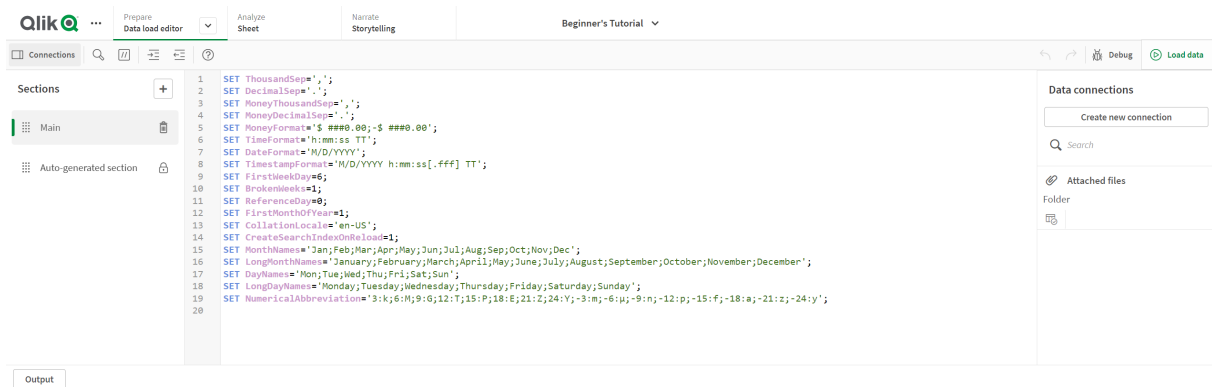 Qlik
Prepare
Data load editor
Analyze
Sheet
Narrate
Storytelling
Beginner's Tutorial
Connections
Debug
Load data
Sections
Main
Auto-generated section
1 SET ThousandSep=',';
2 SET DecimalSep='.';
3 SET MoneyThousandSep=',';
4 SET MoneyDecimalSep='.';
5 SET MoneyFormat='$ ###0.00;-$ ###0.00';
6 SET TimeFormat='h:mm:ss TT';
7 SET DateFormat='M/D/YYYY';
8 SET TimestampFormat='M/D/YYYY h:mm:ss[.fff] TT';
9 SET FirstWeekDay=6;
10 SET BrokenWeeks=1;
11 SET ReferenceDay=0;
12 SET FirstMonthOfYear=1;
13 SET CollationLocale='en-US';
14 SET CreateSearchIndexOnReload=1;
15 SET MonthNames='Jan;Feb;Mar;Apr;May;Jun;Jul;Aug;Sep;Oct;Nov;Dec';
16 SET LongMonthNames='January;February;March;April;May;June;July;August;September;October;November;December';
17 SET DayNames='Mon;Tue;Wed;Thu;Fri;Sat;Sun';
18 SET LongDayNames='Monday;Tuesday;Wednesday;Thursday;Friday;Saturday;Sunday';
19 SET NumericalAbbreviation='3:k;6:M;9:G;12:T;15:P;18:E;21:Z;24:Y;-3:m;-6:μ;-9:n;-12:p;-15:f;-18:a;-21:z;-24:y';
20
Data connections
Create new connection
Search
Attached files
Folder
Output